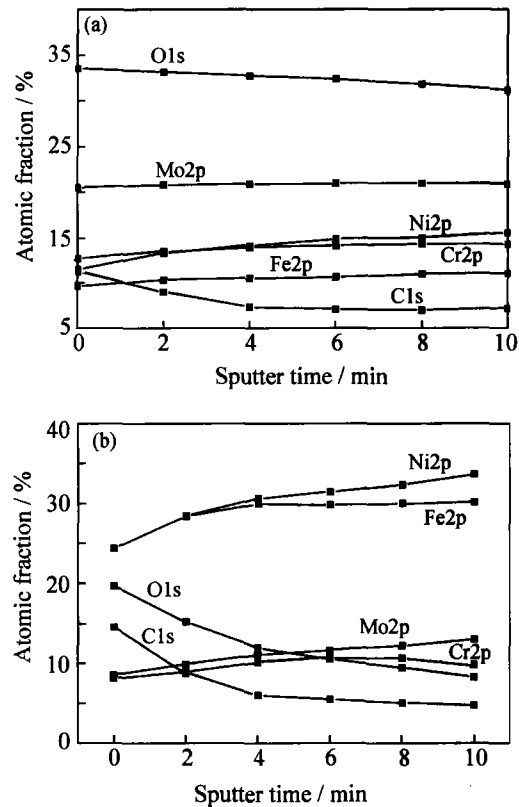 (a)
35
25
15
5
Atomic fraction / %
O1s
Mo2p
Ni2p
Fe2p
Cr2p
C1s
0 2 4 6 8 10
Sputter time / min
(b)
40
30
20
10
0
Atomic fraction / %
Ni2p
Fe2p
O1s
C1s
Mo2p
Cr2p
0 2 4 6 8 10
Sputter time / min